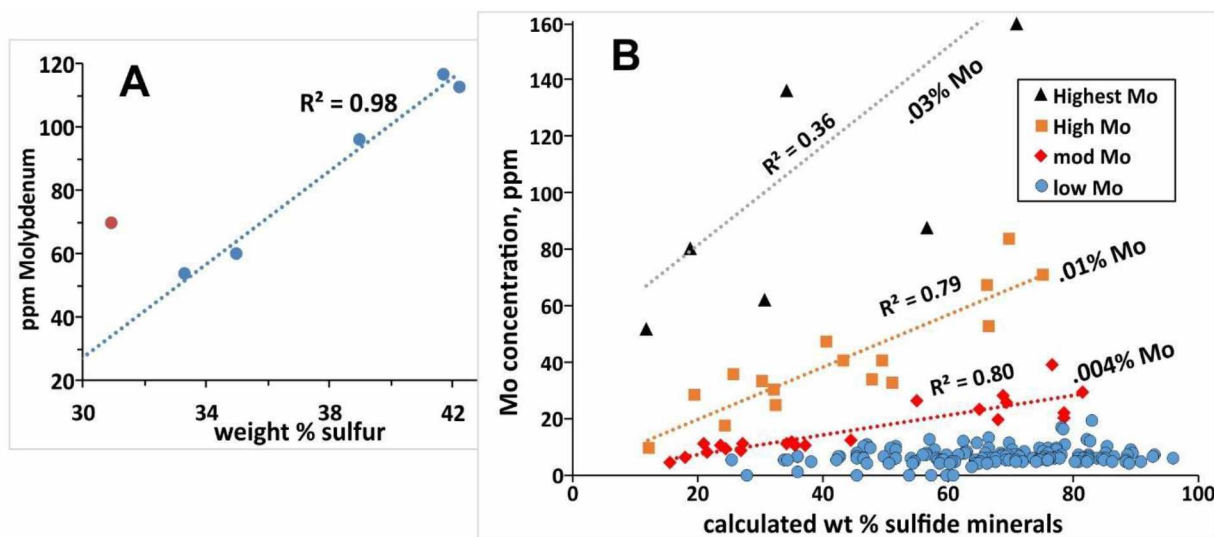 A
R² = 0.98
ppm Molybdenum
120
100
80
60
40
20
30
34
38
42
weight % sulfur
B
Mo concentration, ppm
160
140
120
100
80
60
40
20
0
R² = 0.36
.03% Mo
Highest Mo
High Mo
mod Mo
low Mo
R² = 0.79
.01% Mo
R² = 0.80
.004% Mo
0
20
40
60
80
100
calculated wt % sulfide minerals